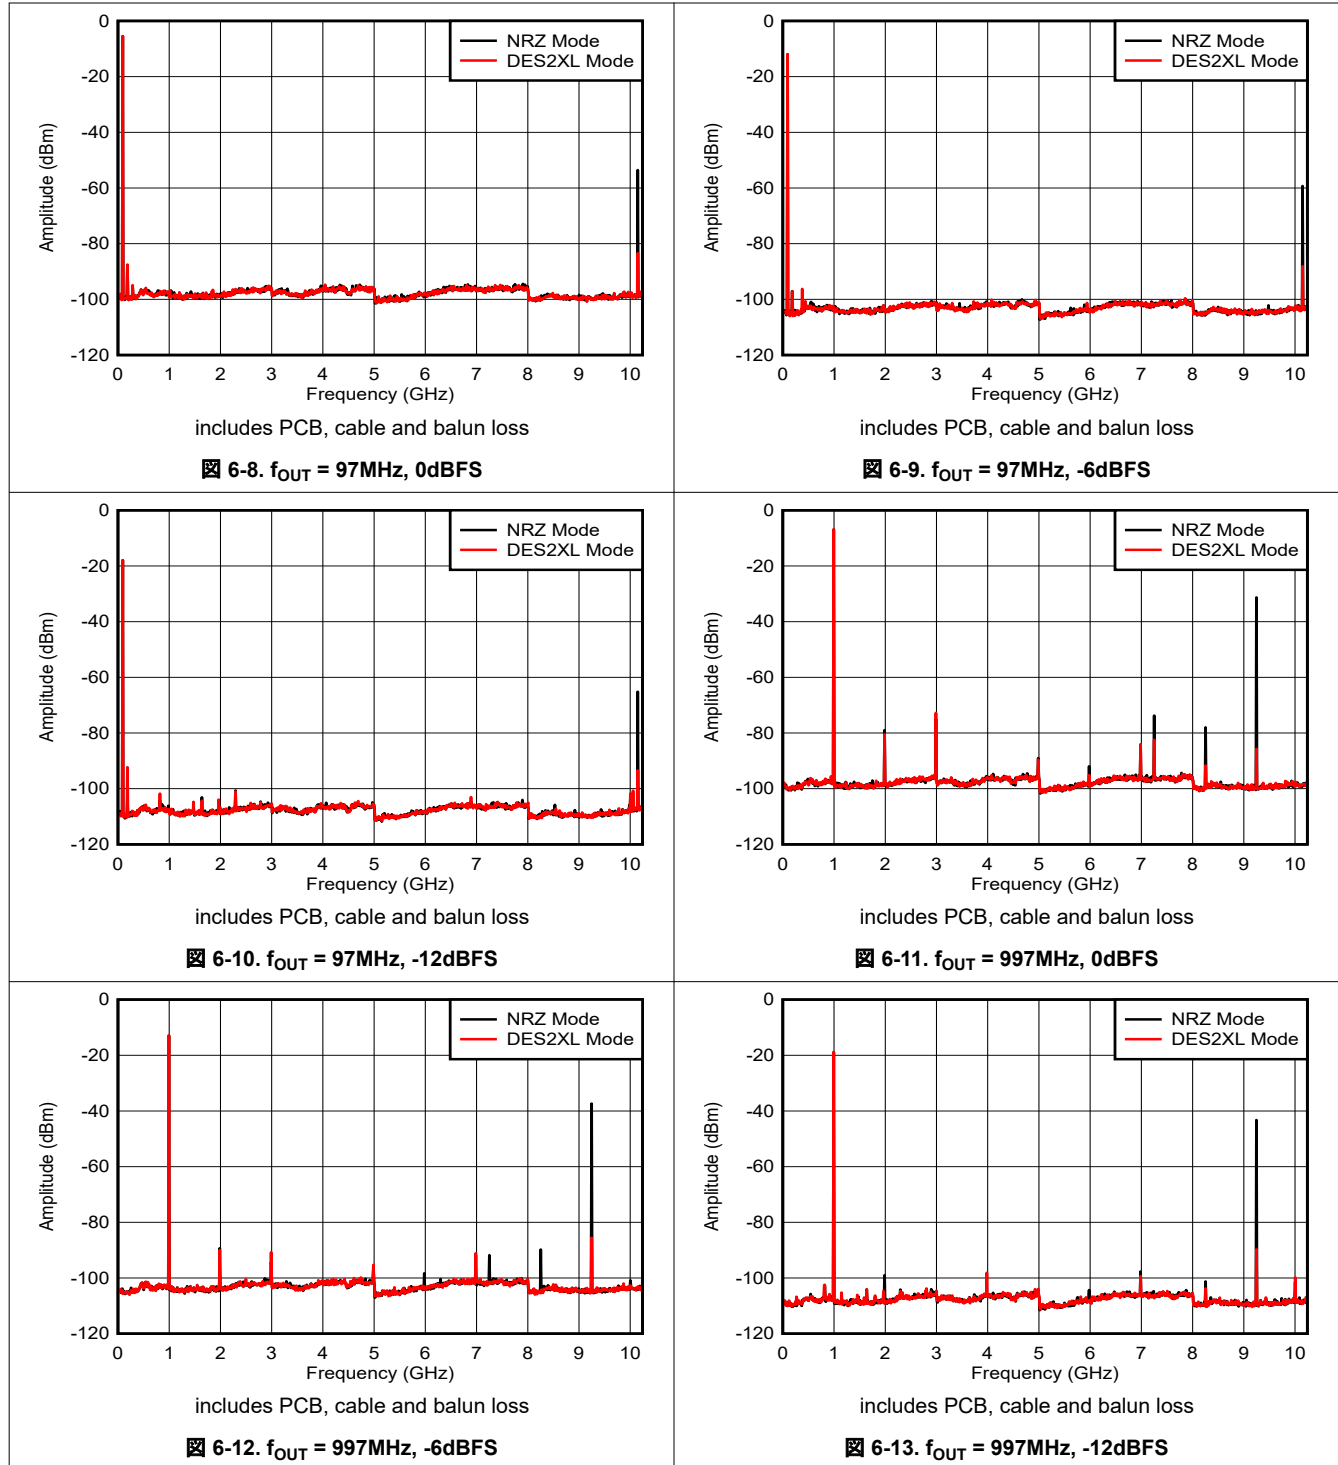 0
-20
-40
-60
-80
-100
-120
Amplitude (dBm)
NRZ Mode
DES2XL Mode
0 1 2 3 4 5 6 7 8 9 10
Frequency (GHz)
includes PCB, cable and balun loss
図 6-8. fOUT = 97MHz, 0dBFS
0
-20
-40
-60
-80
-100
-120
Amplitude (dBm)
NRZ Mode
DES2XL Mode
0 1 2 3 4 5 6 7 8 9 10
Frequency (GHz)
includes PCB, cable and balun loss
図 6-9. fOUT = 97MHz, -6dBFS
0
-20
-40
-60
-80
-100
-120
Amplitude (dBm)
NRZ Mode
DES2XL Mode
0 1 2 3 4 5 6 7 8 9 10
Frequency (GHz)
includes PCB, cable and balun loss
図 6-10. fOUT = 97MHz, -12dBFS
0
-20
-40
-60
-80
-100
-120
Amplitude (dBm)
NRZ Mode
DES2XL Mode
0 1 2 3 4 5 6 7 8 9 10
Frequency (GHz)
includes PCB, cable and balun loss
図 6-11. fOUT = 997MHz, 0dBFS
0
-20
-40
-60
-80
-100
-120
Amplitude (dBm)
NRZ Mode
DES2XL Mode
0 1 2 3 4 5 6 7 8 9 10
Frequency (GHz)
includes PCB, cable and balun loss
図 6-12. fOUT = 997MHz, -6dBFS
0
-20
-40
-60
-80
-100
-120
Amplitude (dBm)
NRZ Mode
DES2XL Mode
0 1 2 3 4 5 6 7 8 9 10
Frequency (GHz)
includes PCB, cable and balun loss
図 6-13. fOUT = 997MHz, -12dBFS